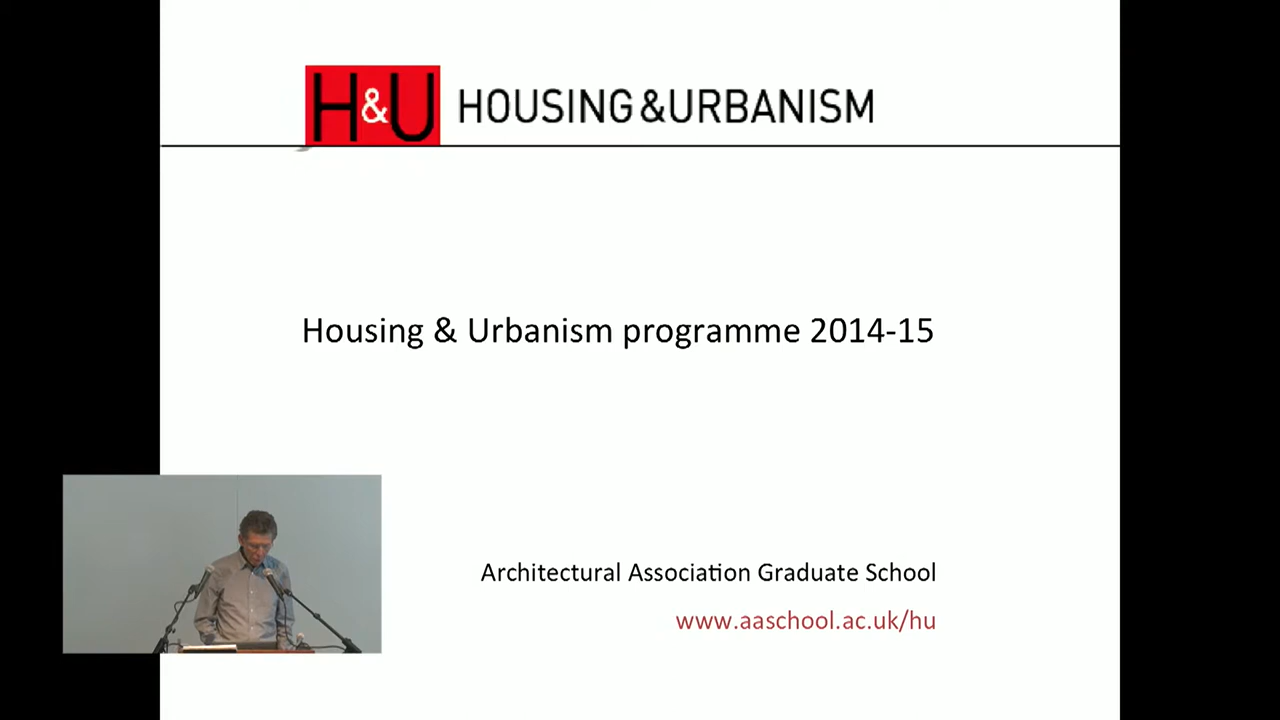 H&U HOUSING&URBANISM
Housing & Urbanism programme 2014-15
Architectural Association Graduate School
www.aaschool.ac.uk/hu